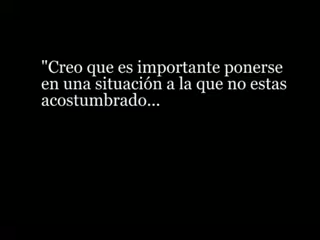 "Creo que es importante ponerse
en una situación a la que no estas
acostumbrado...